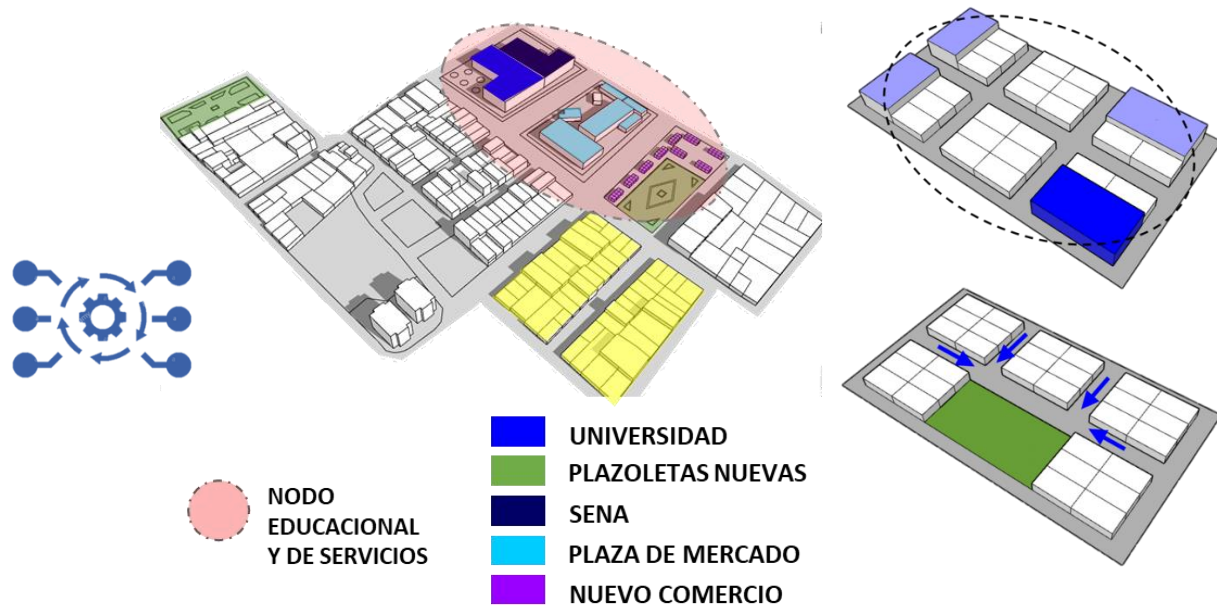 NODO
EDUCACIONAL
Y DE SERVICIOS
UNIVERSIDAD
PLAZOLETAS NUEVAS
SENA
PLAZA DE MERCADO
NUEVO COMERCIO